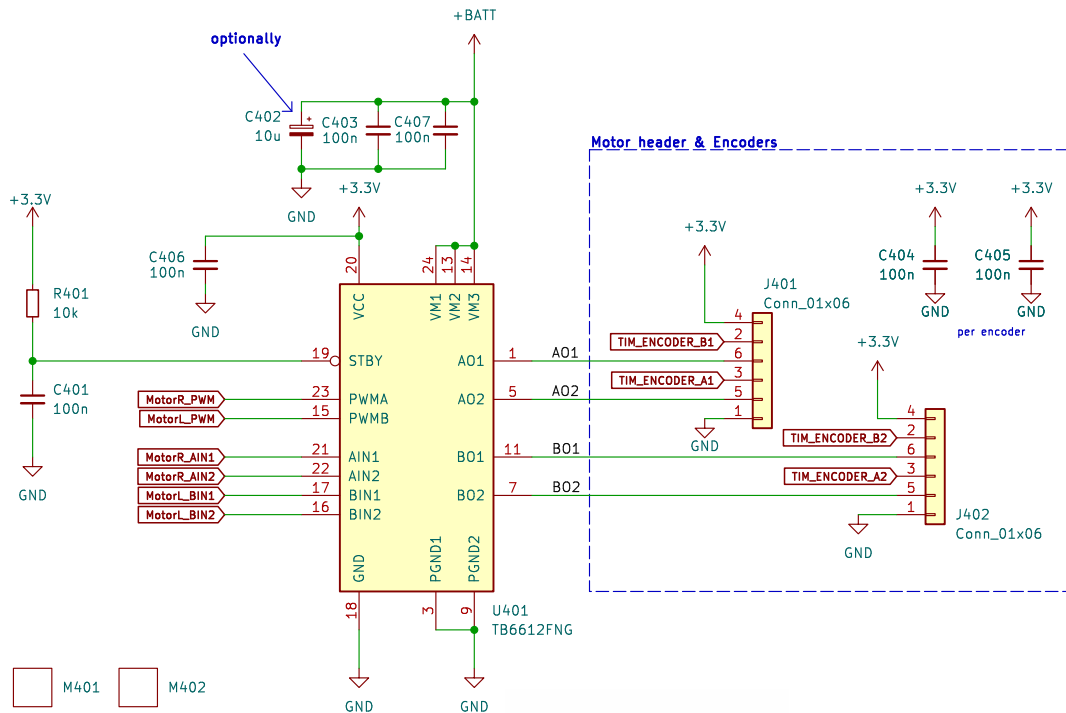 +BATT
optionally
C402
10u
+
C403
100n
C407
100n
GND
Motor header & Encoders
+3.3V
+3.3V
C406
100n
GND
R401
10k
C401
100n
GND
20
VCC
24
VM1
13
VM2
14
VM3
19
STBY
MotorR_PWM
23
PWMA
MotorL_PWM
15
PWMB
MotorR_AIN1
21
AIN1
MotorR_AIN2
22
AIN2
MotorL_BIN1
17
BIN1
MotorL_BIN2
16
BIN2
AO1
1
AO1
AO2
5
AO2
BO1
11
BO1
BO2
7
BO2
GND
18
GND
PGND1
3
PGND2
9
GND
U401
TB6612FNG
+3.3V
J401
Conn_01x06
4
TIM_ENCODER_B1
2
6
TIM_ENCODER_A1
3
5
1
GND
+3.3V
C404
100n
GND
+3.3V
C405
100n
GND
per encoder
+3.3V
4
TIM_ENCODER_B2
2
6
TIM_ENCODER_A2
3
5
1
GND
J402
Conn_01x06
M401
M402